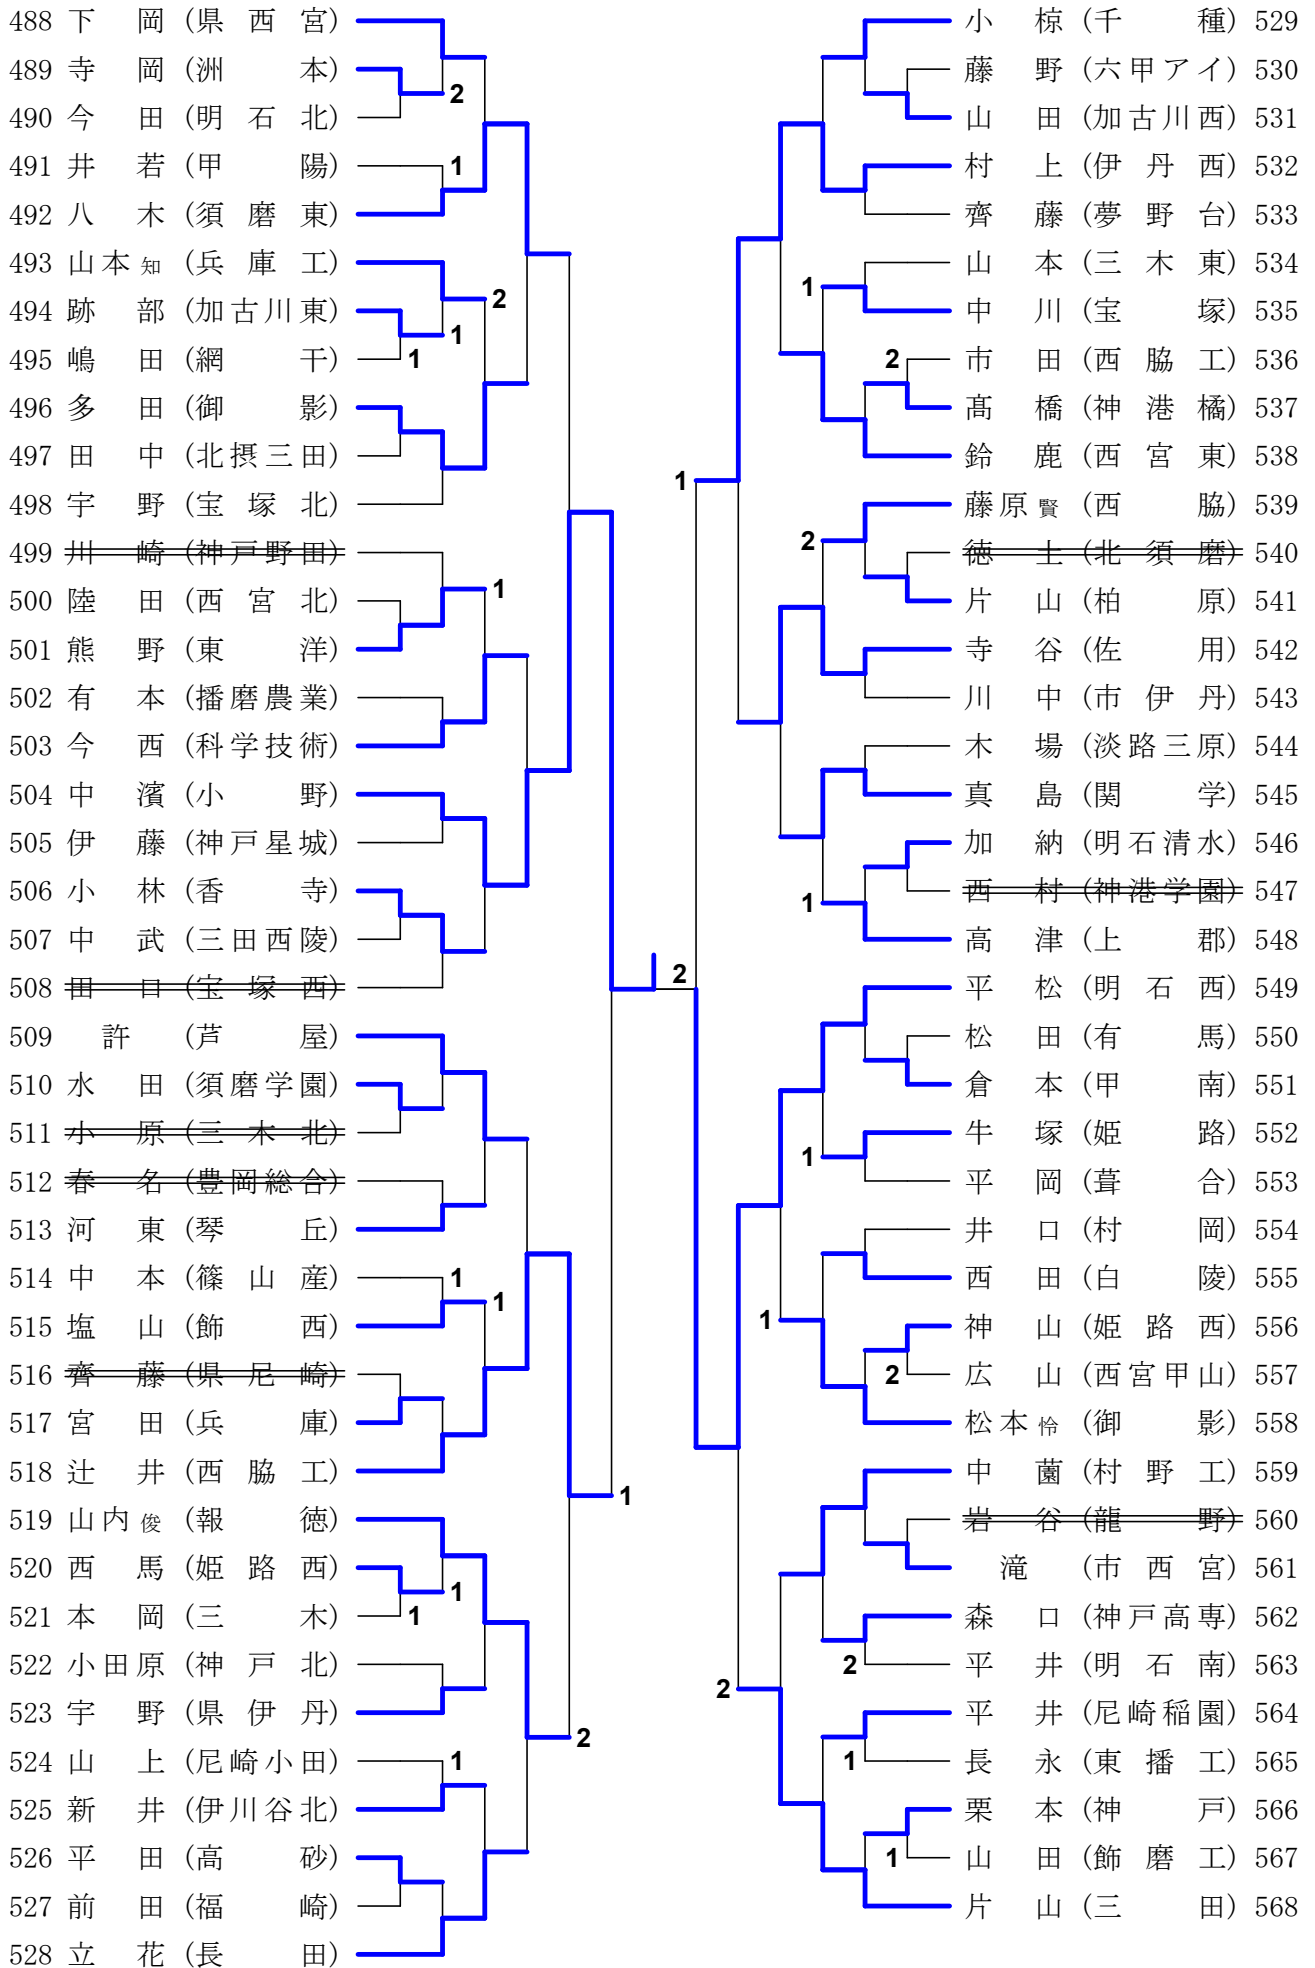 488 下岡 (県西宮)
489 寺岡 (洲本)
2
490 今田 (明石北)
491 井若 (甲陽)
1
492 八木 (須磨東)
493 山本知 (兵庫工)
2
494 跡部 (加古川東)
1
495 嶋田 (網干)
1
496 多田 (御影)
497 田中 (北摂三田)
498 宇野 (宝塚北)
499 川崎 (神戸野田)
1
500 陸田 (西宮北)
501 熊野 (東洋)
502 有本 (播磨農業)
503 今西 (科学技術)
504 中濱 (小野)
505 伊藤 (神戸星城)
506 小林 (香寺)
507 中武 (三田西陵)
508 田口 (宝塚西)
509 許 (芦屋)
510 水田 (須磨学園)
511 小原 (三木北)
512 春名 (豊岡総合)
513 河東 (琴丘)
514 中本 (篠山産)
1
1
515 塩山 (飾西)
516 齊藤 (県尼崎)
517 宮田 (兵庫)
518 辻井 (西脇工)
1
519 山内俊 (報徳)
520 西馬 (姫路西)
1
521 本岡 (三木)
1
522 小田原 (神戸北)
523 宇野 (県伊丹)
2
524 山上 (尼崎小田)
1
525 新井 (伊川谷北)
526 平田 (高砂)
527 前田 (福崎)
528 立花 (長田)
2
小椋 (千種) 529
藤野 (六甲アイ) 530
山田 (加古川西) 531
村上 (伊丹西) 532
齊藤 (夢野台) 533
山本 (三木東) 534
1
中川 (宝塚) 535
2
市田 (西脇工) 536
髙橋 (神港橘) 537
鈴鹿 (西宮東) 538
1
藤原賢 (西脇) 539
2
徳土 (北須磨) 540
片山 (柏原) 541
寺谷 (佐用) 542
川中 (市伊丹) 543
木場 (淡路三原) 544
真島 (関学) 545
加納 (明石清水) 546
西村 (神港学園) 547
1
高津 (上郡) 548
平松 (明石西) 549
松田 (有馬) 550
倉本 (甲南) 551
牛塚 (姫路) 552
1
平岡 (葺合) 553
井口 (村岡) 554
西田 (白陵) 555
1
神山 (姫路西) 556
2
広山 (西宮甲山) 557
松本怜 (御影) 558
中薗 (村野工) 559
岩谷 (龍野) 560
滝 (市西宮) 561
森口 (神戸高専) 562
2
平井 (明石南) 563
2
平井 (尼崎稲園) 564
1
長永 (東播工) 565
栗本 (神戸) 566
1
山田 (飾磨工) 567
片山 (三田) 568